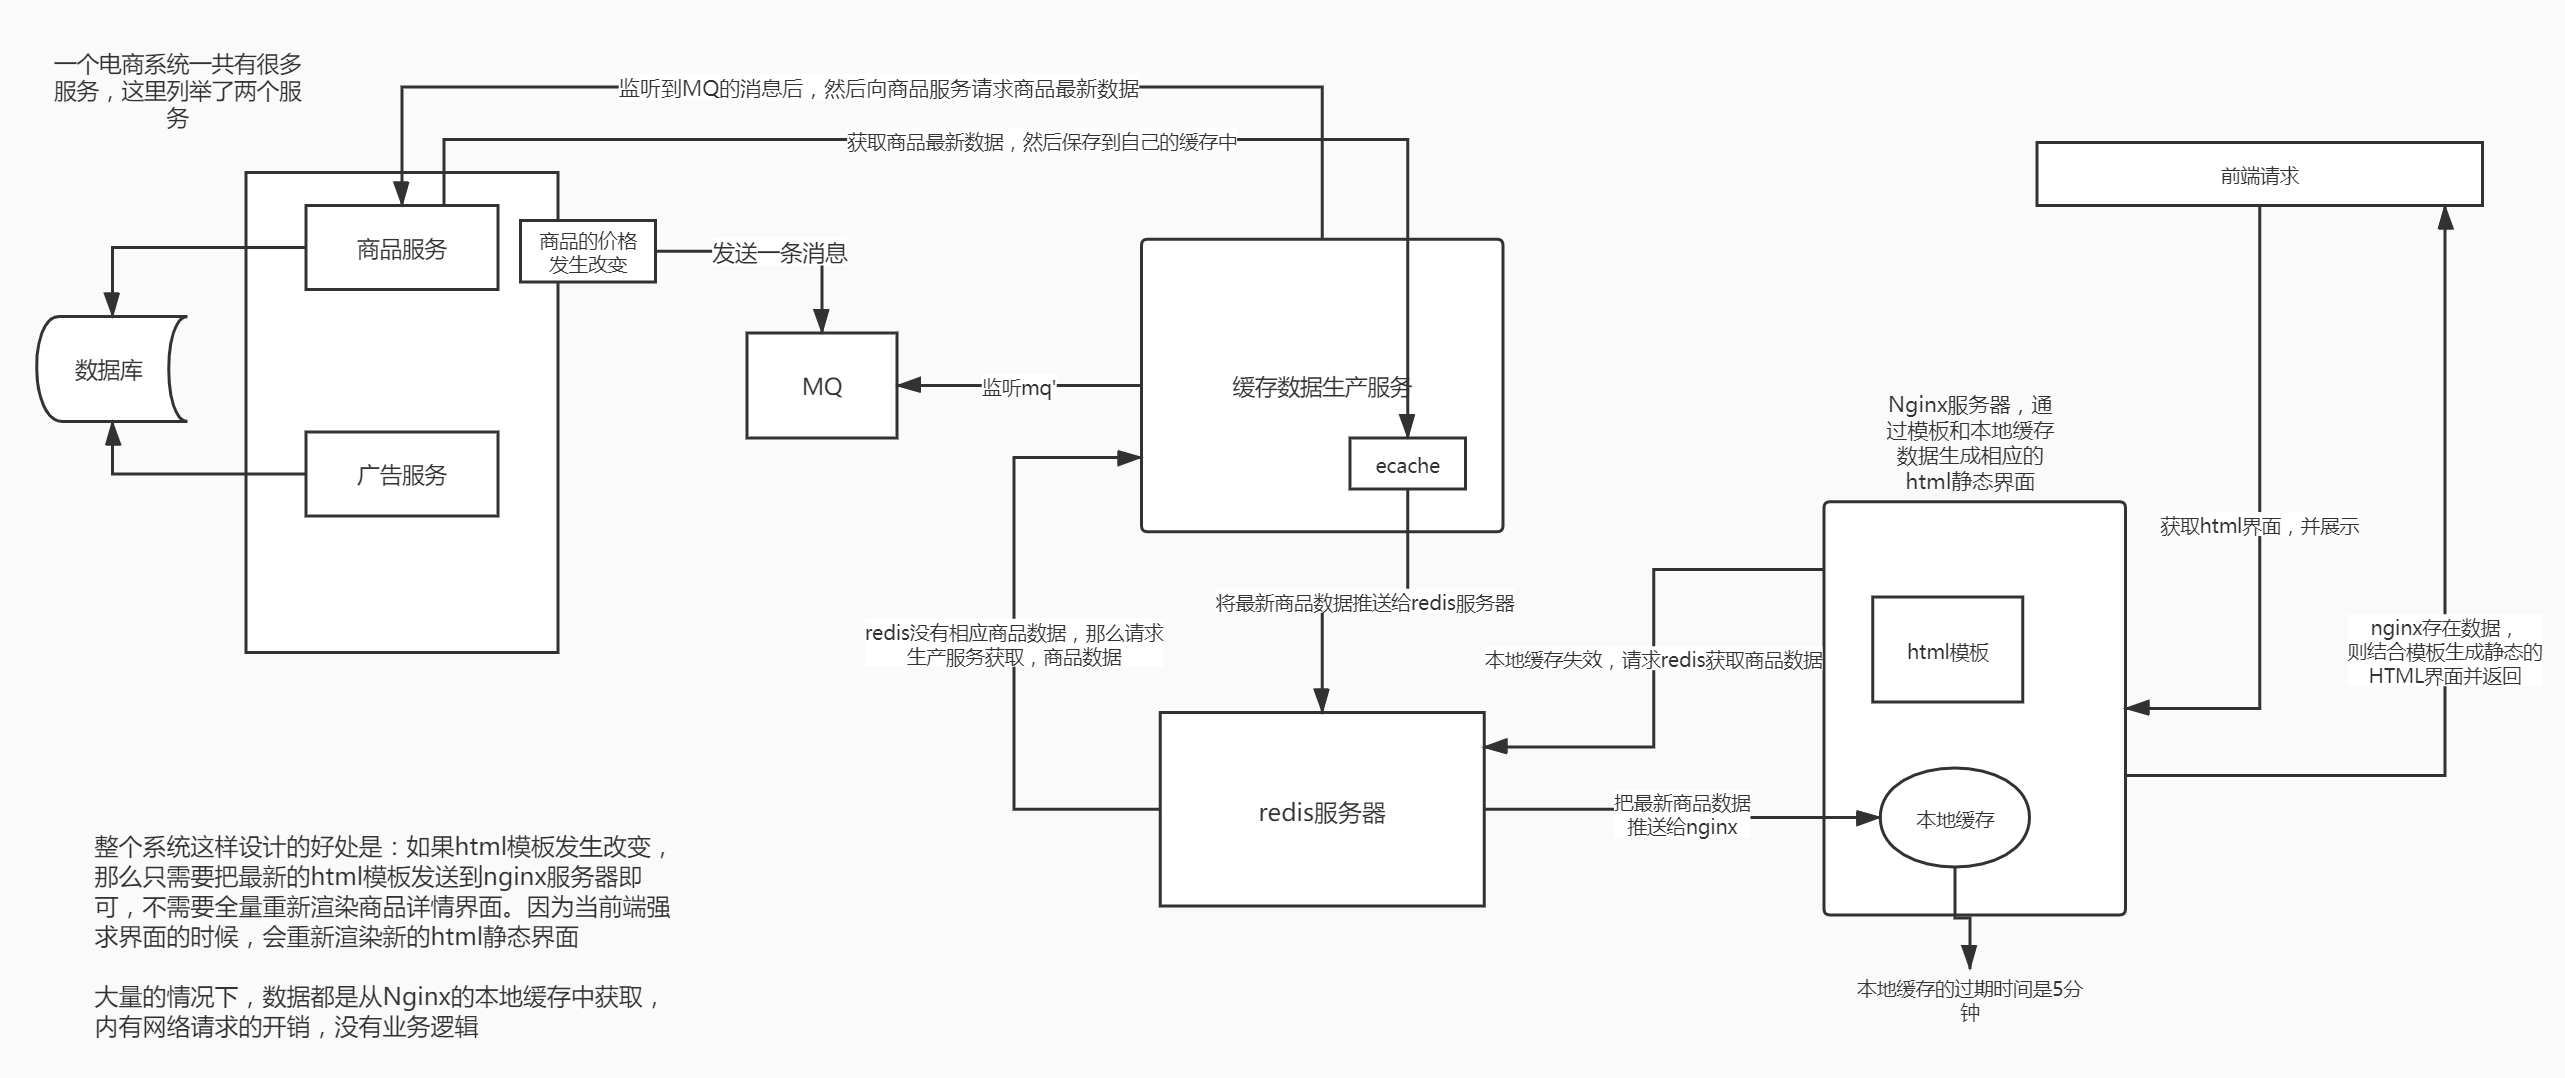 一个电商系统一共有很多
服务，这里列举了两个服
务
监听到MQ的消息后，然后向商品服务请求商品最新数据
获取商品最新数据，然后保存到自己的缓存中
前端请求
商品服务
商品的价格
发生改变
发送一条消息
数据库
MQ
监听mq'
缓存数据生产服务
ecache
广告服务
Nginx服务器，通
过模板和本地缓存
数据生成相应的
html静态界面
获取html界面，并展示
将最新商品数据推送给redis服务器
redis没有相应商品数据，那么请求
生产服务获取，商品数据
本地缓存失效，请求redis获取商品数据
html模板
nginx存在数据，
则结合模板生成静态的
HTML界面并返回
redis服务器
把最新商品数据
推送给nginx
本地缓存
本地缓存的过期时间是5分
钟
整个系统这样设计的好处是：如果html模板发生改变，
那么只需要把最新的html模板发送到nginx服务器即
可，不需要全量重新渲染商品详情界面。因为当前端强
求界面的时候，会重新渲染新的html静态界面
大量的情况下，数据都是从Nginx的本地缓存中获取，
内有网络请求的开销，没有业务逻辑